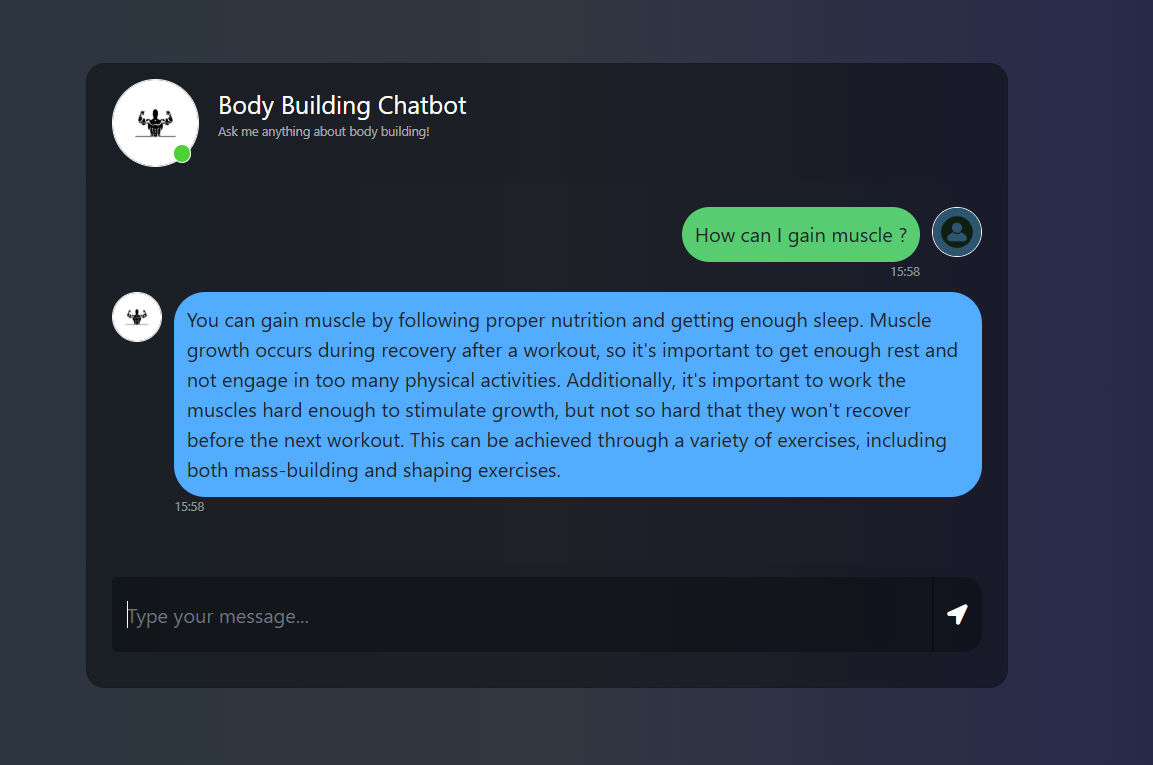 Body Building Chatbot
Ask me anything about body building!
How can I gain muscle ?
15:58
You can gain muscle by following proper nutrition and getting enough sleep. Muscle
growth occurs during recovery after a workout, so it's important to get enough rest and
not engage in too many physical activities. Additionally, it's important to work the
muscles hard enough to stimulate growth, but not so hard that they won't recover
before the next workout. This can be achieved through a variety of exercises, including
both mass-building and shaping exercises.
15:58
Type your message...